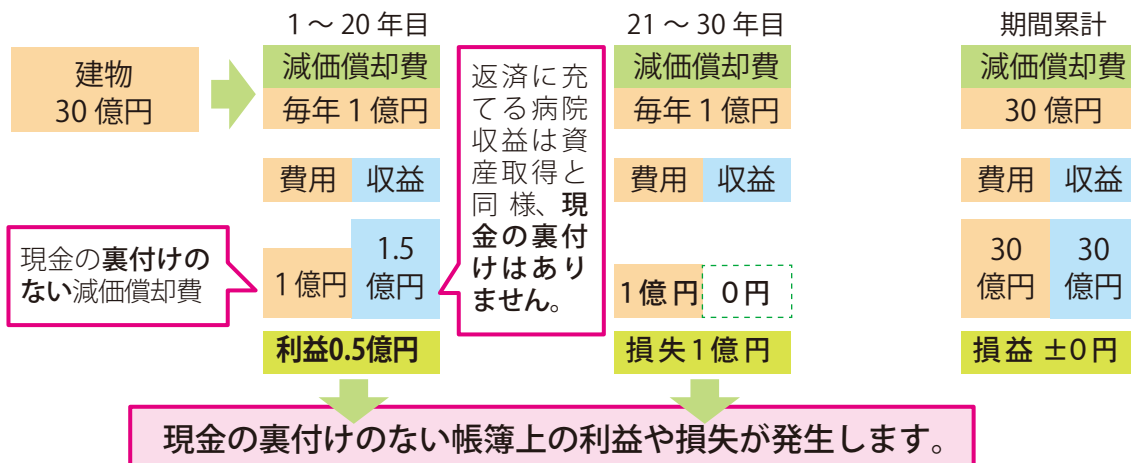 1～20年目
21～30年目
期間累計
建物
30億円
減価償却費
毎年1億円
減価償却費
毎年1億円
減価償却費
30億円
返済に充
てる病院
収益は資
産取得と
同様、現
金の裏付
けはあり
ません。
費用 収益
費用 収益
費用 収益
現金の裏付けの
ない減価償却費
1億円
1.5
億円
1億円
0円
30
億円
30
億円
利益0.5億円
損失1億円
損益 ±0円
現金の裏付けのない帳簿上の利益や損失が発生します。